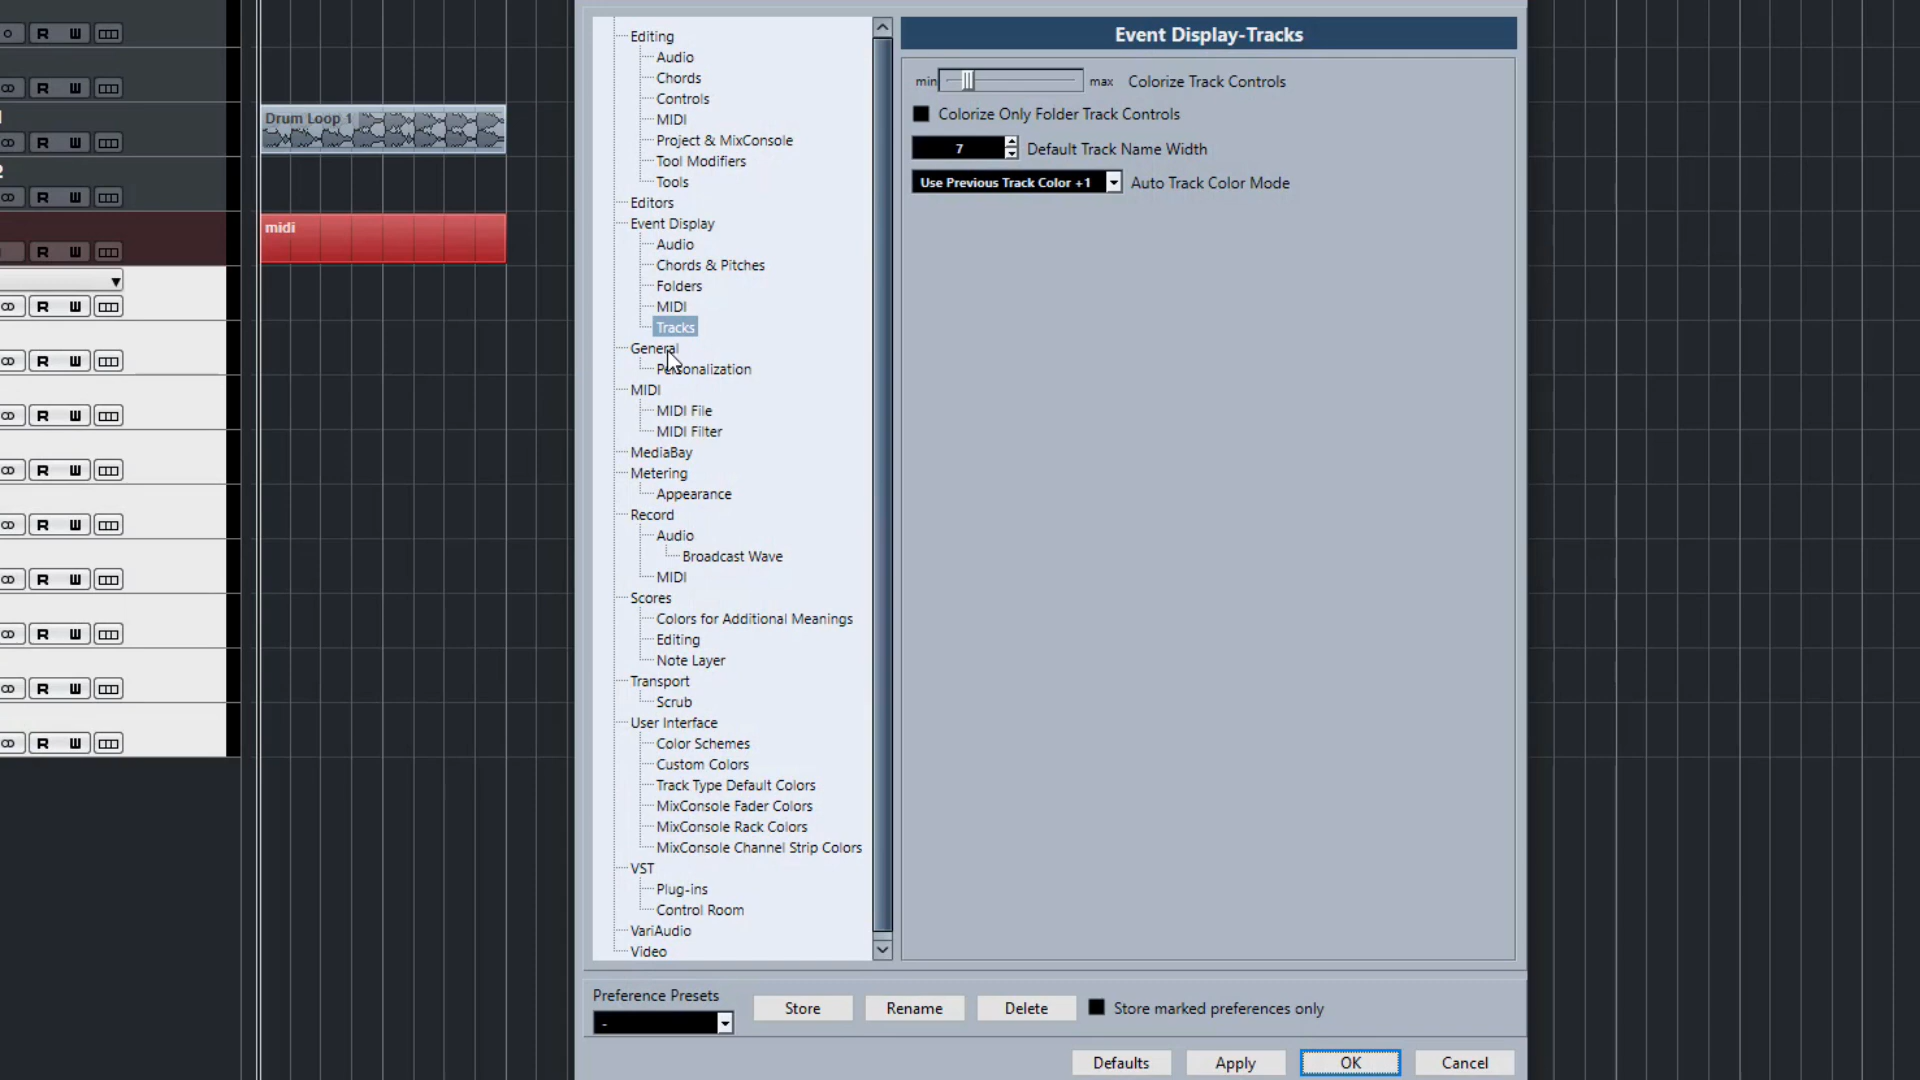 R W
R W
R W
2
R W
R W
R W
R W
R W
R W
R W
R W
R W
R W
R W
Drum Loop 1
midi
Editing
Audio
Chords
Controls
MIDI
Project & MixConsole
Tool Modifiers
Tools
Editors
Event Display
Audio
Chords & Pitches
Folders
MIDI
Tracks
General
Personalization
MIDI
MIDI File
MIDI Filter
MediaBay
Metering
Appearance
Record
Audio
Broadcast Wave
MIDI
Scores
Colors for Additional Meanings
Editing
Note Layer
Transport
Scrub
User Interface
Color Schemes
Custom Colors
Track Type Default Colors
MixConsole Fader Colors
MixConsole Rack Colors
MixConsole Channel Strip Colors
VST
Plug-ins
Control Room
VariAudio
Video
Event Display-Tracks
min max Colorize Track Controls
Colorize Only Folder Track Controls
7 Default Track Name Width
Use Previous Track Color +1 Auto Track Color Mode
Preference Presets
-
Store Rename Delete Store marked preferences only
Defaults Apply OK Cancel